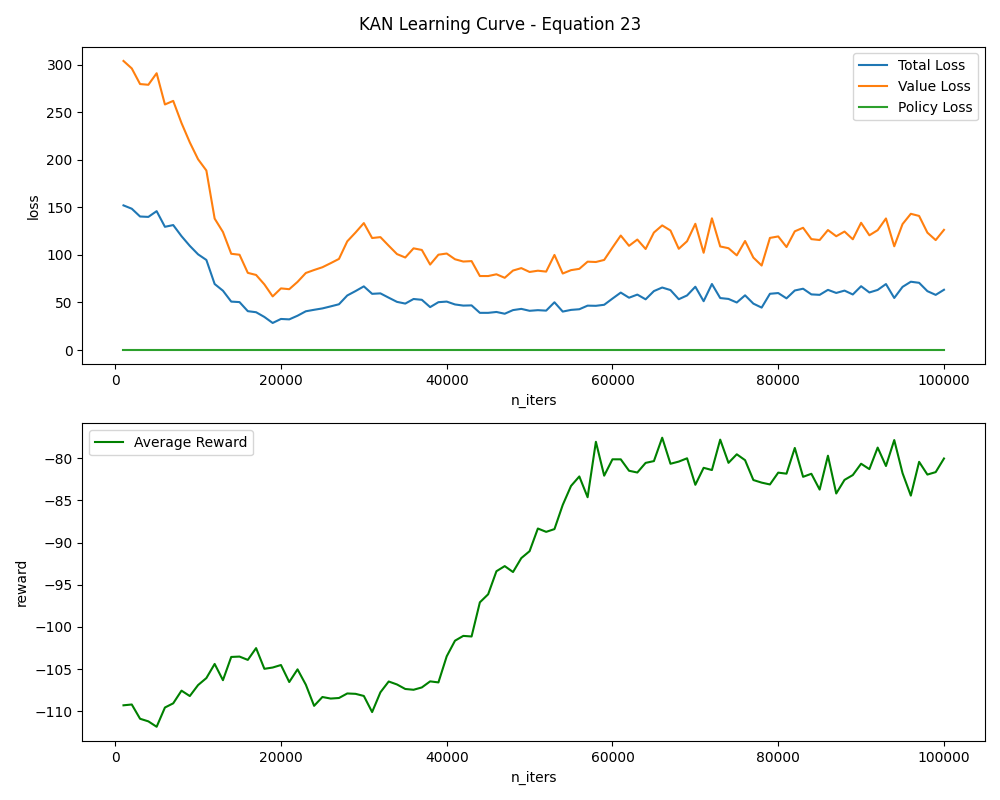 KAN Learning Curve - Equation 23
300
250
200
150
100
50
0
loss
Total Loss
Value Loss
Policy Loss
0 20000 40000 60000 80000 100000
n_iters
Average Reward
−80
−85
−90
−95
−100
−105
−110
reward
0 20000 40000 60000 80000 100000
n_iters